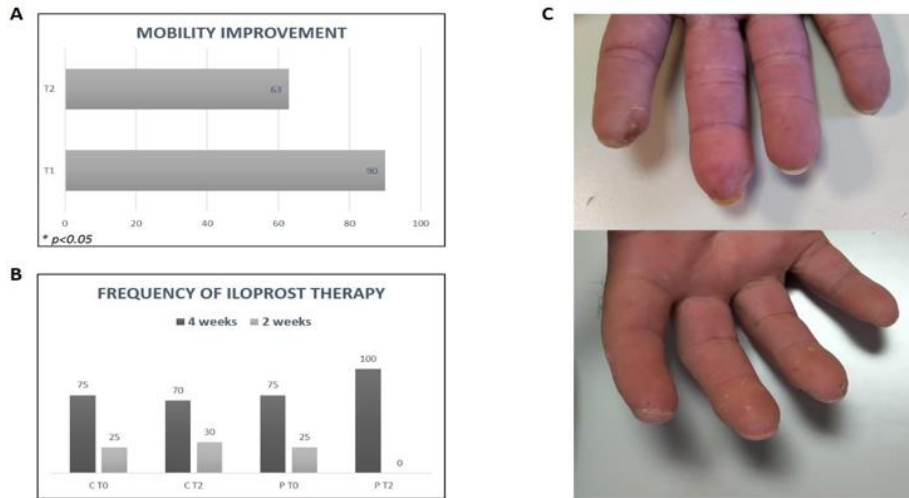 A
MOBILITY IMPROVEMENT
T2
63
T1
90
0 20 40 60 80 100
* p<0.05
B
FREQUENCY OF ILOPROST THERAPY
4 weeks 2 weeks
75 25 70 30 75 25 100 0
C T0 C T2 P T0 P T2
C